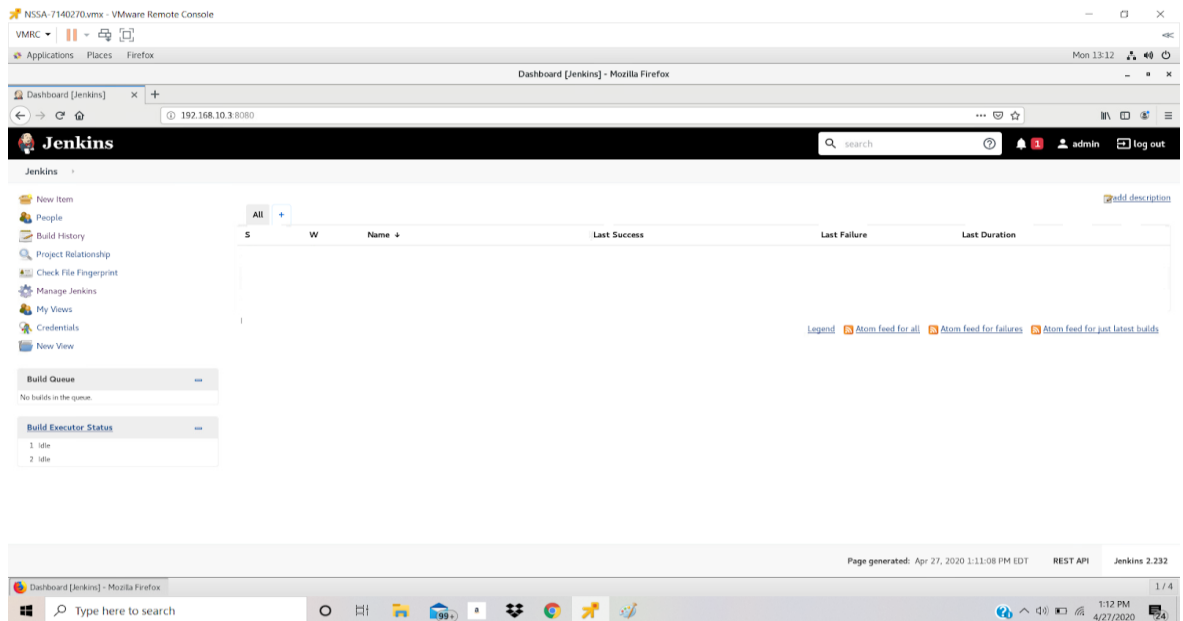 NSSA-7140270.vmx - VMware Remote Console
VMRC
Applications Places Firefox Mon 13:12
Dashboard [Jenkins] - Mozilla Firefox
Dashboard [Jenkins]
192.168.10.3:8080
Jenkins search 1 admin log out
Jenkins
add description
New Item
People
Build History
Project Relationship
Check File Fingerprint
Manage Jenkins
My Views
Credentials
New View
All +
S W Name ↓ Last Success Last Failure Last Duration
Legend Atom feed for all Atom feed for failures Atom feed for just latest builds
Build Queue
No builds in the queue.
Build Executor Status
1 Idle
2 Idle
Page generated: Apr 27, 2020 1:11:08 PM EDT REST API Jenkins 2.232
Dashboard [Jenkins] - Mozilla Firefox 1 / 4
Type here to search 99+ a 1:12 PM
4/27/2020 24